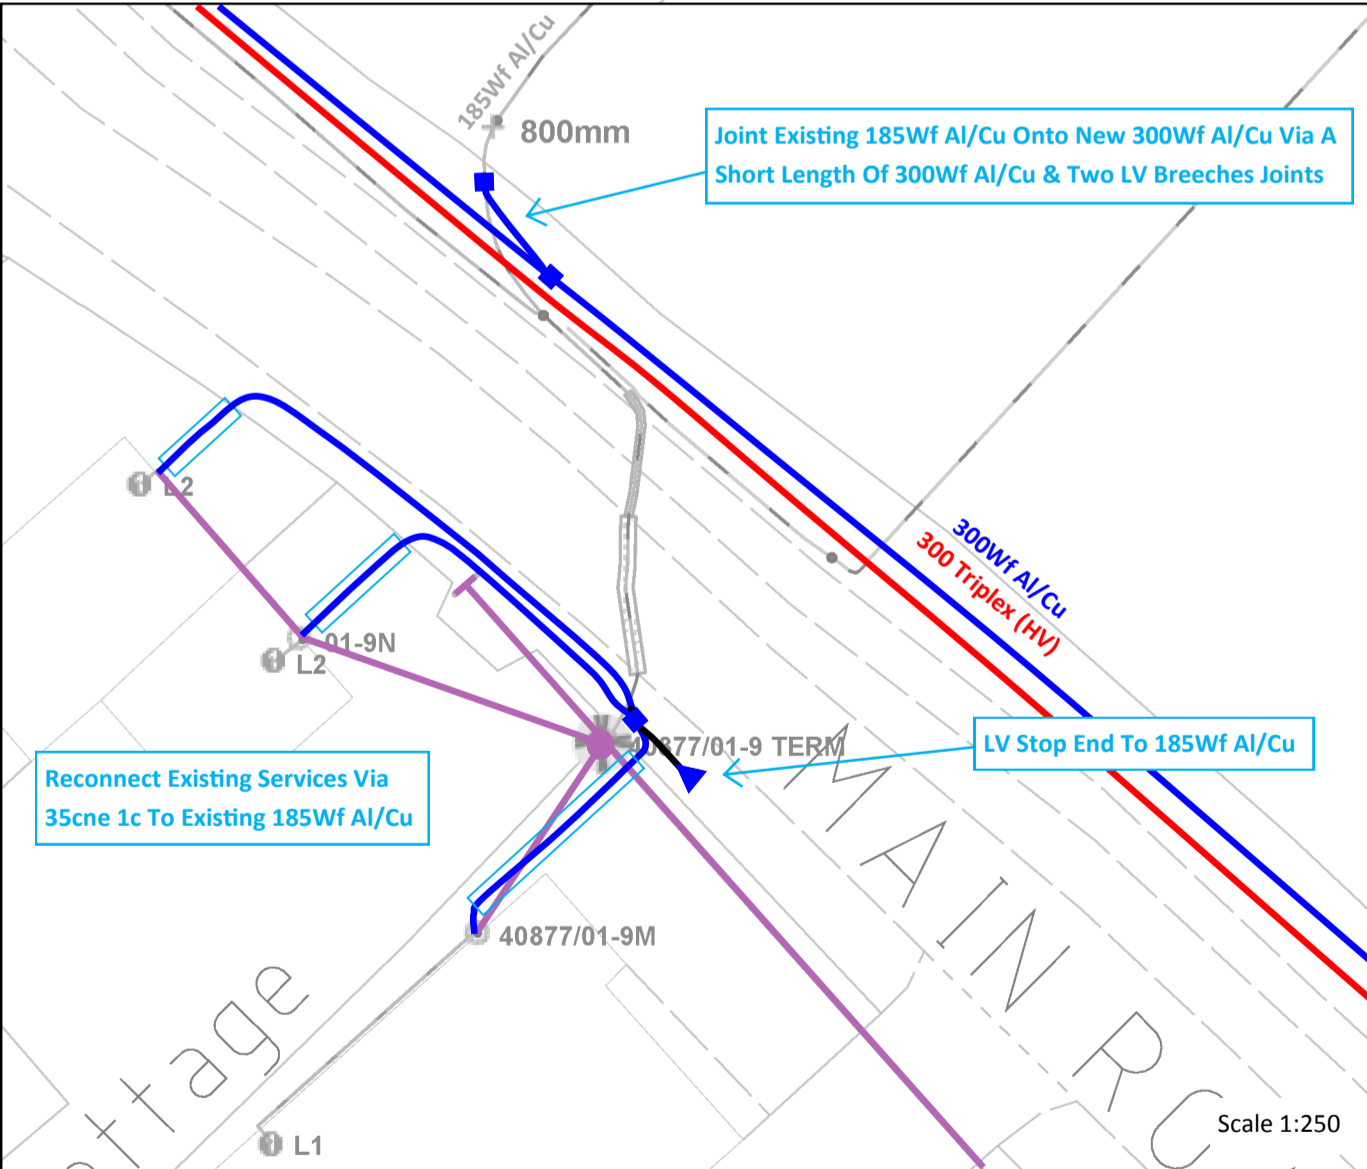 185Wf Al/Cu
800mm
Joint Existing 185Wf Al/Cu Onto New 300Wf Al/Cu Via A
Short Length Of 300Wf Al/Cu & Two LV Breeches Joints
L2
300Wf Al/Cu
300 Triplex (HV)
01-9N
L2
40877/01-9 TERM
LV Stop End To 185Wf Al/Cu
Reconnect Existing Services Via
35cne 1c To Existing 185Wf Al/Cu
MAIN RO
40877/01-9M
ttage
Scale 1:250
L1